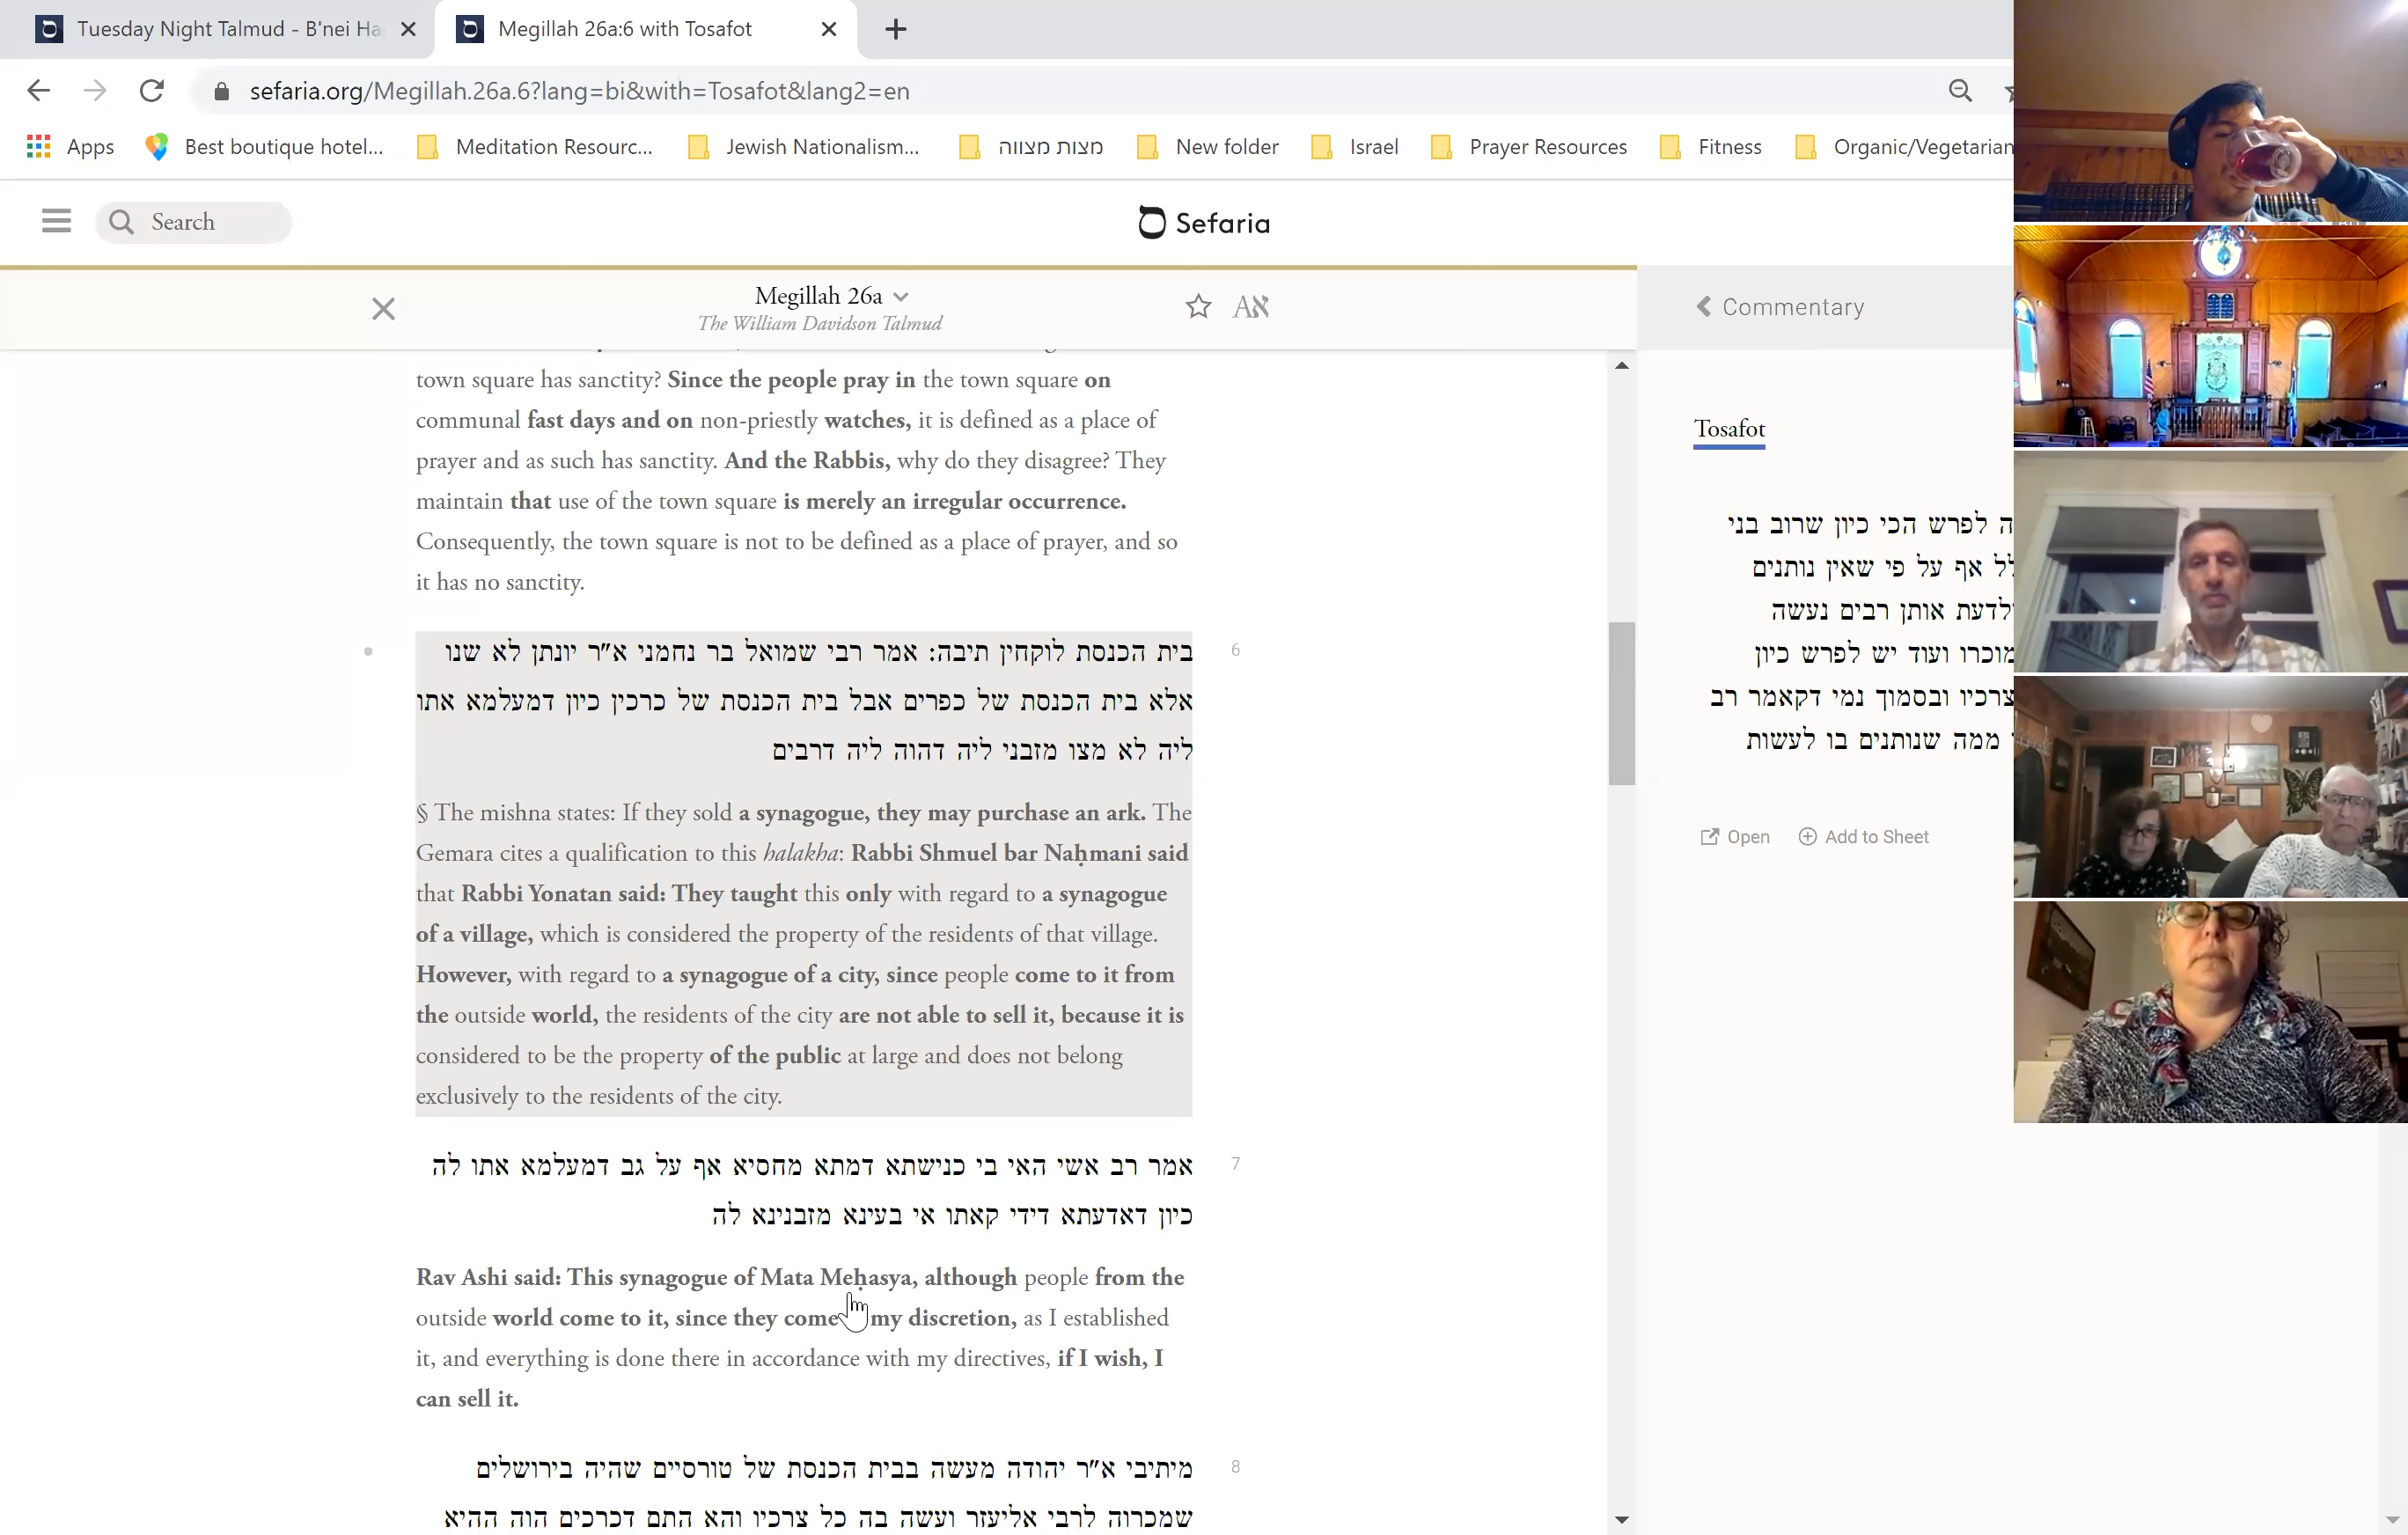 Tuesday Night Talmud - B'nei Ha
Megillah 26a:6 with Tosafot
sefaria.org/Megillah.26a.6?lang=bi&with=Tosafot&lang2=en
Apps
Best boutique hotel...
Meditation Resourc...
Jewish Nationalism...
מצות מצווה
New folder
Israel
Prayer Resources
Fitness
Organic/Vegetarian
Search
Sefaria
Megillah 26a
The William Davidson Talmud
Aא
town square has sanctity? Since the people pray in the town square on
communal fast days and on non-priestly watches, it is defined as a place of
prayer and as such has sanctity. And the Rabbis, why do they disagree? They
maintain that use of the town square is merely an irregular occurrence.
Consequently, the town square is not to be defined as a place of prayer, and so
it has no sanctity.
6
בית הכנסת לוקחין תיבה: אמר רבי שמואל בר נחמני א״ר יונתן לא שנו
אלא בית הכנסת של כפרים אבל בית הכנסת של כרכין כיון דמעלמא אתו
ליה לא מצו מזבני ליה דהוה ליה דרבים
§ The mishna states: If they sold a synagogue, they may purchase an ark. The
Gemara cites a qualification to this halakha: Rabbi Shmuel bar Naḥmani said
that Rabbi Yonatan said: They taught this only with regard to a synagogue
of a village, which is considered the property of the residents of that village.
However, with regard to a synagogue of a city, since people come to it from
the outside world, the residents of the city are not able to sell it, because it is
considered to be the property of the public at large and does not belong
exclusively to the residents of the city.
7
אמר רב אשי האי בי כנישתא דמתא מחסיא אף על גב דמעלמא אתו לה
כיון דאדעתא דידי קאתו אי בעינא מזבנינא לה
Rav Ashi said: This synagogue of Mata Meḥasya, although people from the
outside world come to it, since they come my discretion, as I established
it, and everything is done there in accordance with my directives, if I wish, I
can sell it.
8
מיתיבי א״ר יהודה מעשה בבית הכנסת של טורסיים שהיה בירושלים
שמכרוה לרבי אליעזר ועשה בה כל צרכיו והא התם דכרכים הוה ההיא
Commentary
Tosafot
ה לפרש הכי כיון שרוב בני
לל אף על פי שאין נותנים
לדעת אותן רבים נעשה
מוכרו ועוד יש לפרש כיון
צרכיו ובסמוך נמי דקאמר רב
ממה שנותנים בו לעשות
Open
Add to Sheet